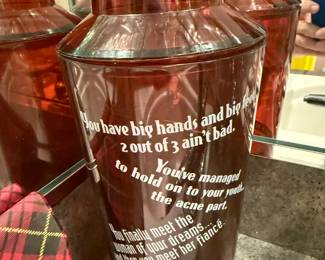 You have big hands and big feet
2 out of 3 ain't bad.
You've managed
to hold on to your youth...
the acne part.
You finally meet the
woman of your dreams...
then you meet her fiancé.